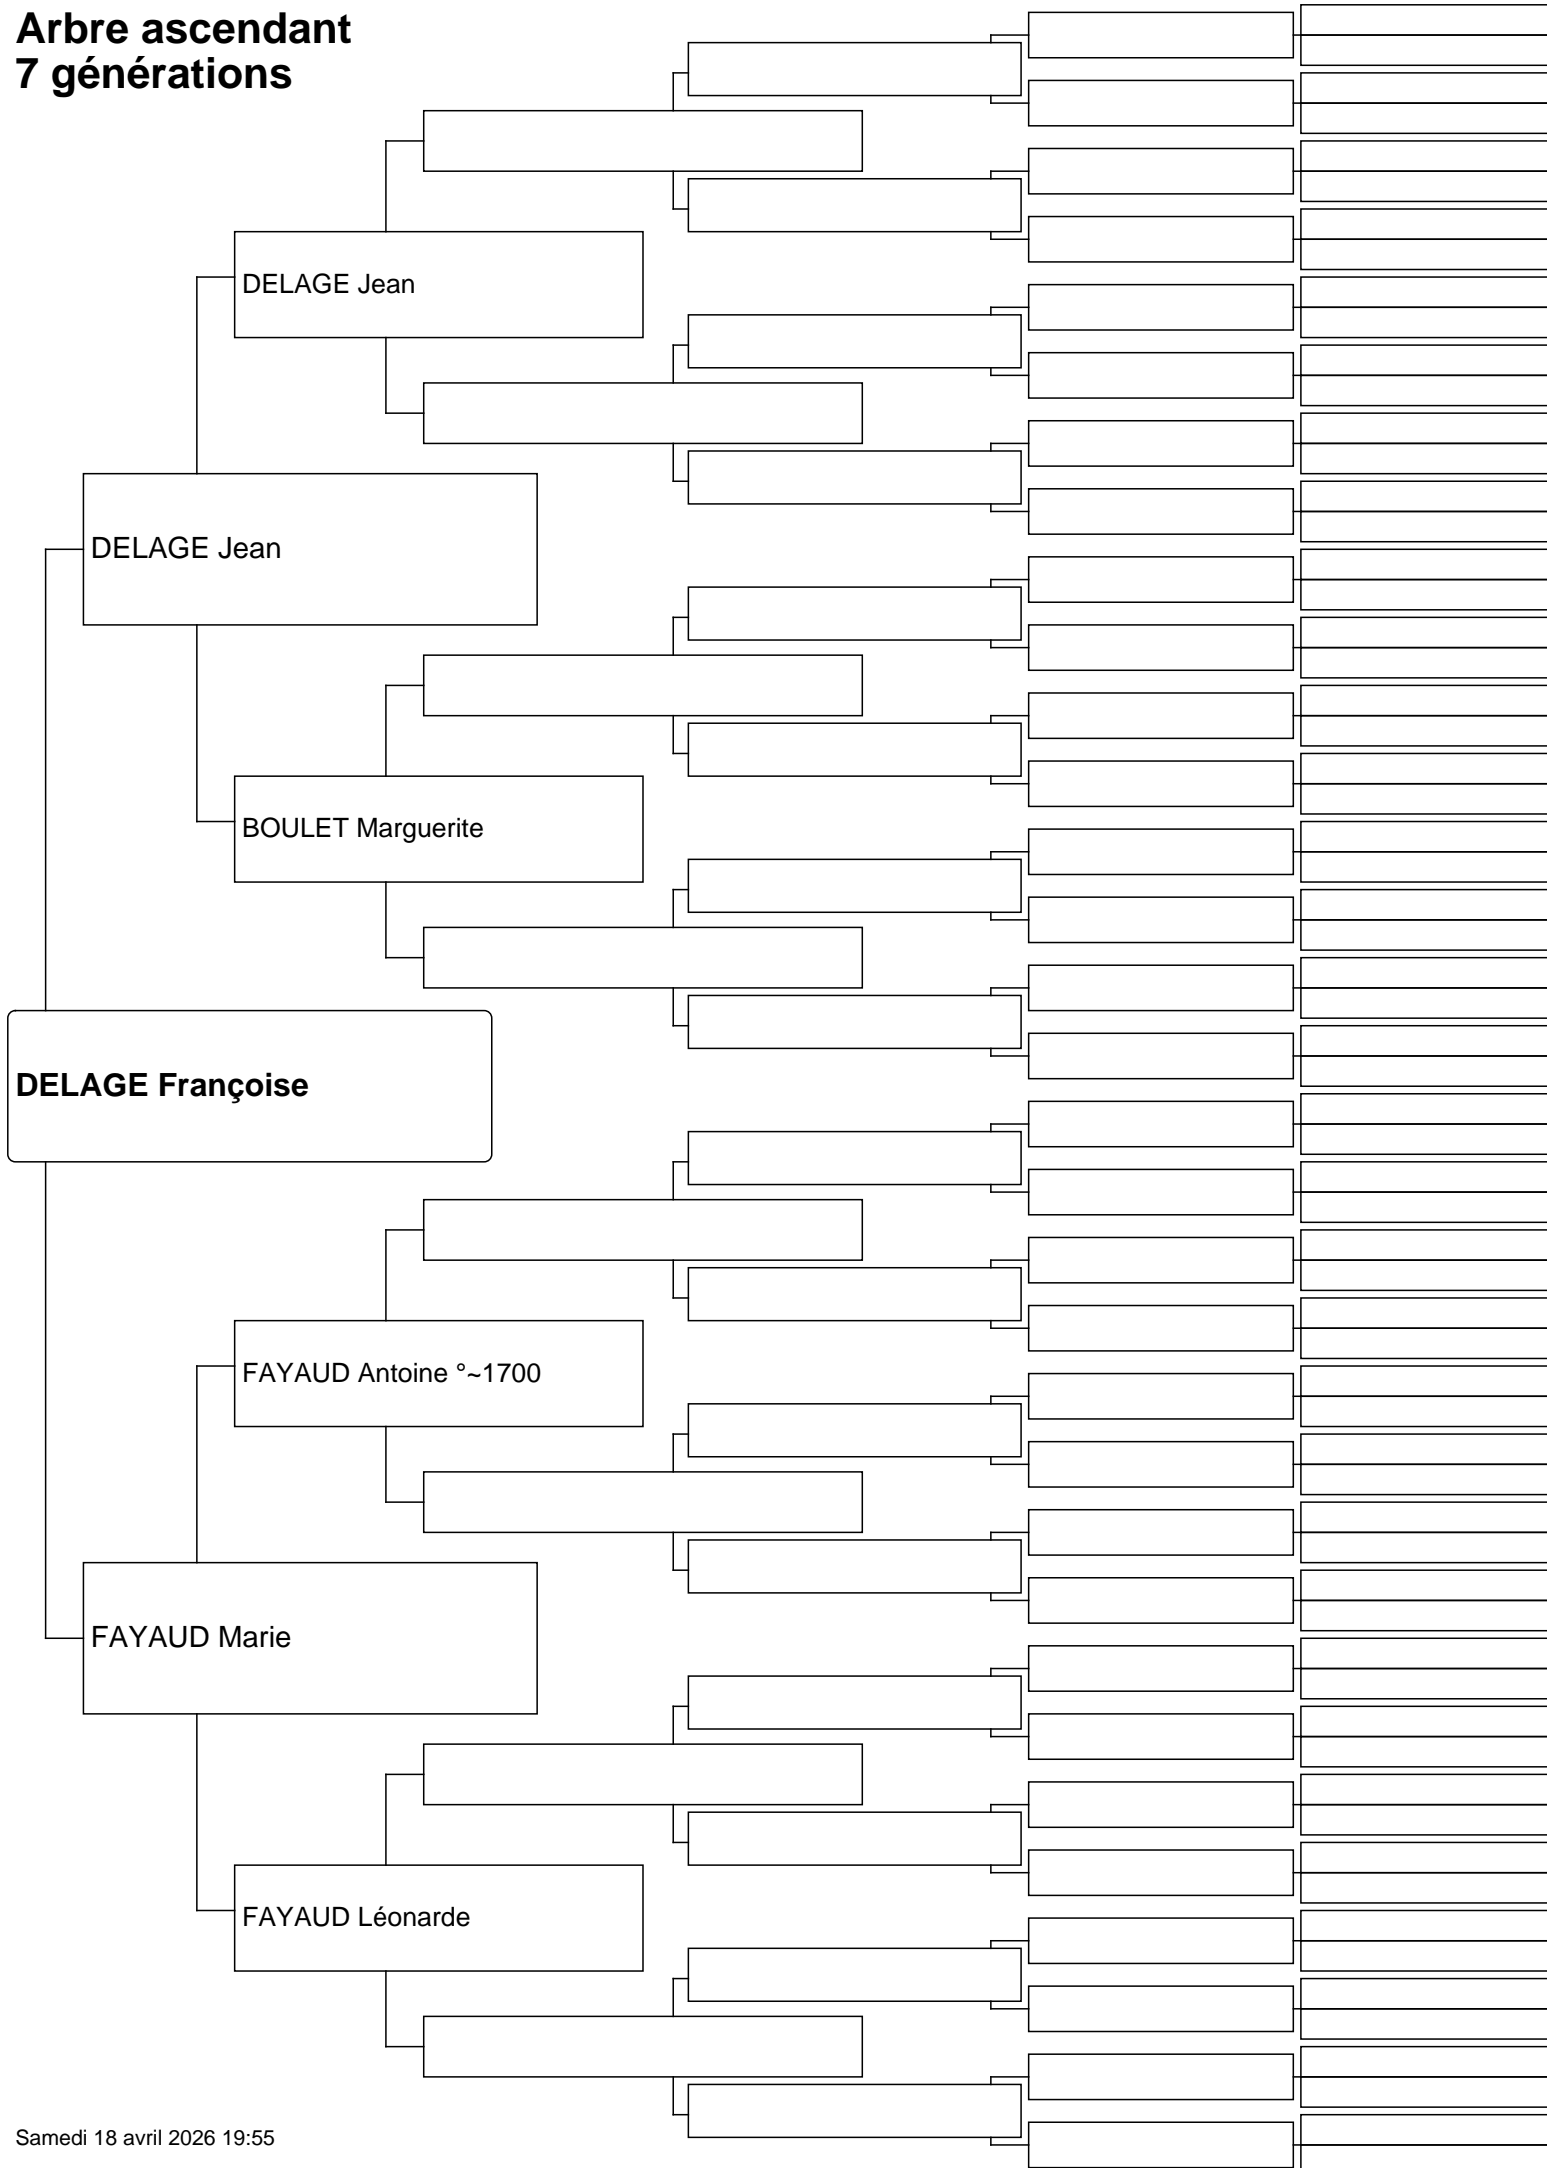 Arbre ascendant
7 générations
DELAGE Jean
DELAGE Jean
BOULET Marguerite
DELAGE Françoise
FAYAUD Antoine °~1700
FAYAUD Marie
FAYAUD Léonarde
Samedi 18 avril 2026 19:55